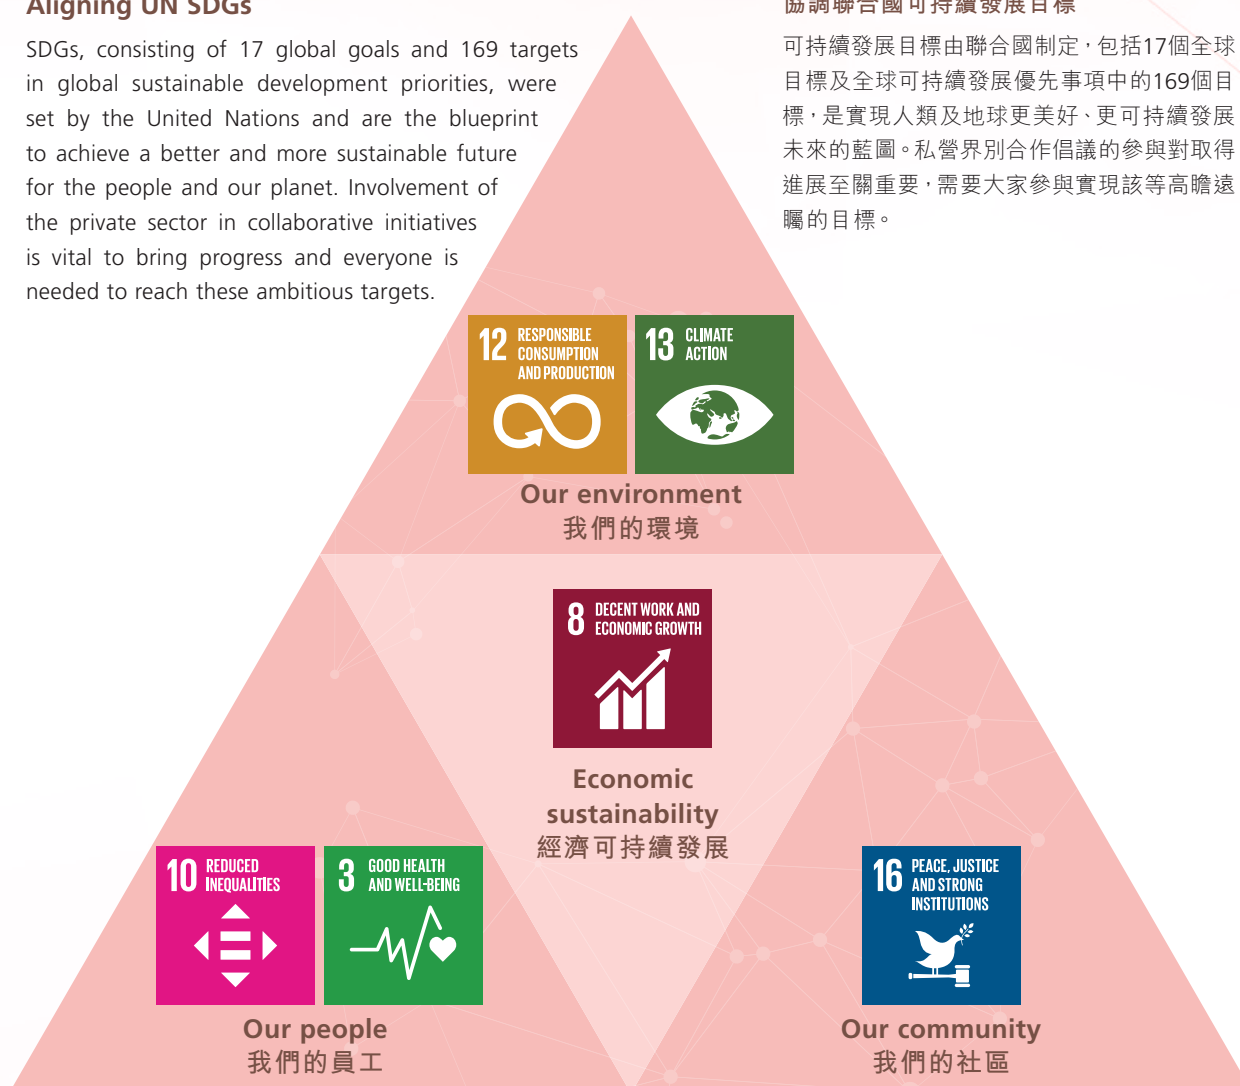 Aligning UN SDGs
SDGs, consisting of 17 global goals and 169 targets
in global sustainable development priorities, were
set by the United Nations and are the blueprint
to achieve a better and more sustainable future
for the people and our planet. Involvement of
the private sector in collaborative initiatives
is vital to bring progress and everyone is
needed to reach these ambitious targets.
協調聯合國可持續發展目標
可持續發展目標由聯合國制定，包括17個全球
目標及全球可持續發展優先事項中的169個目
標，是實現人類及地球更美好、更可持續發展
未來的藍圖。私營界別合作倡議的參與對取得
進展至關重要，需要大家參與實現該等高瞻遠
矚的目標。
12 RESPONSIBLE
CONSUMPTION
AND PRODUCTION
13 CLIMATE
ACTION
Our environment
我們的環境
8 DECENT WORK AND
ECONOMIC GROWTH
Economic
sustainability
經濟可持續發展
10 REDUCED
INEQUALITIES
3 GOOD HEALTH
AND WELL-BEING
Our people
我們的員工
16 PEACE, JUSTICE
AND STRONG
INSTITUTIONS
Our community
我們的社區